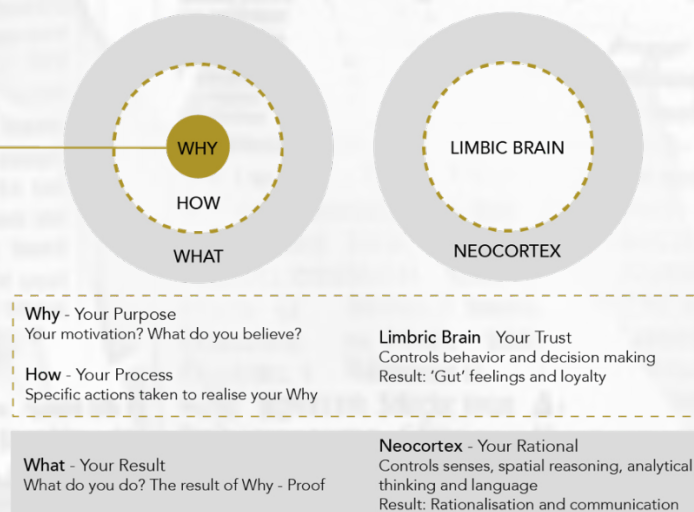 WHY
HOW
WHAT
LIMBIC BRAIN
NEOCORTEX
Why - Your Purpose
Your motivation? What do you believe?
How - Your Process
Specific actions taken to realise your Why
Limbric Brain Your Trust
Controls behavior and decision making
Result: 'Gut' feelings and loyalty
What - Your Result
What do you do? The result of Why - Proof
Neocortex - Your Rational
Controls senses, spatial reasoning, analytical
thinking and language
Result: Rationalisation and communication